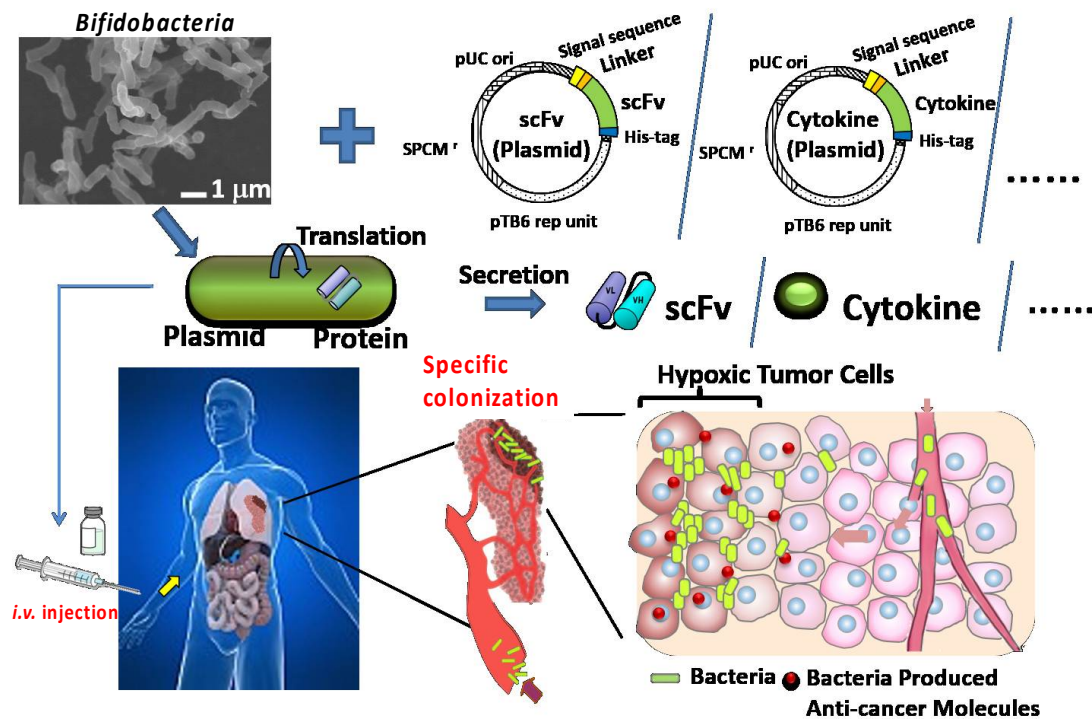 Bifidobacteria
1 μm
pUC ori
Signal sequence
Linker
scFv
His-tag
scFv
(Plasmid)
SPCM r
pTB6 rep unit
pUC ori
Signal sequence
Linker
Cytokine
His-tag
Cytokine
(Plasmid)
SPCM r
pTB6 rep unit
......
Translation
Plasmid
Protein
Secretion
VL
VH
scFv
Cytokine
......
Specific
colonization
Hypoxic Tumor Cells
i.v. injection
Bacteria
Bacteria Produced
Anti-cancer Molecules